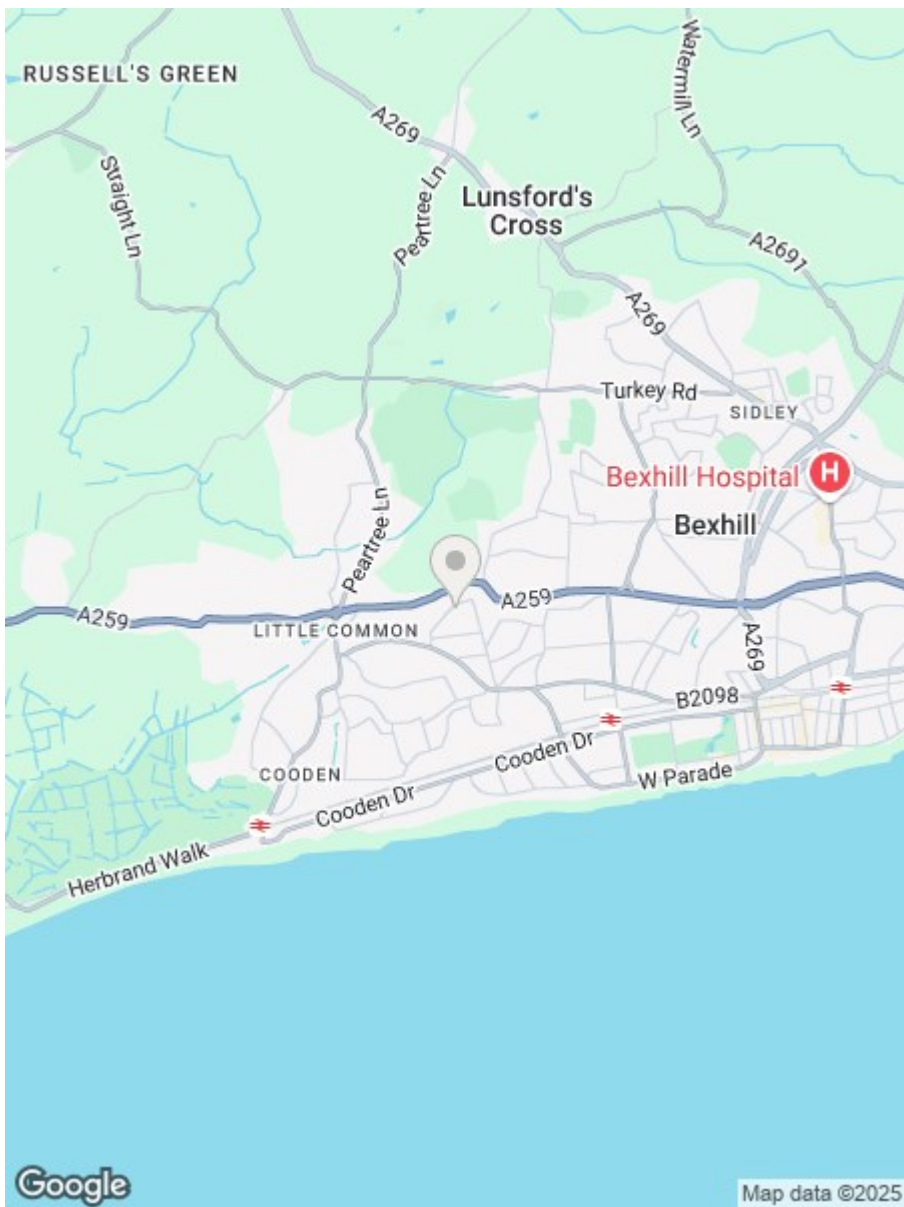 RUSSELL'S GREEN
A269
Watermill Ln
Straight Ln
Peartree Ln
Lunsford's
Cross
A2691
A269
Turkey Rd
SIDLEY
Bexhill Hospital
H
Bexhill
Peartree Ln
A259
A259
LITTLE COMMON
A269
B2098
Cooden Dr
COODEN
W Parade
Cooden Dr
Herbrand Walk
Google
Map data ©2025